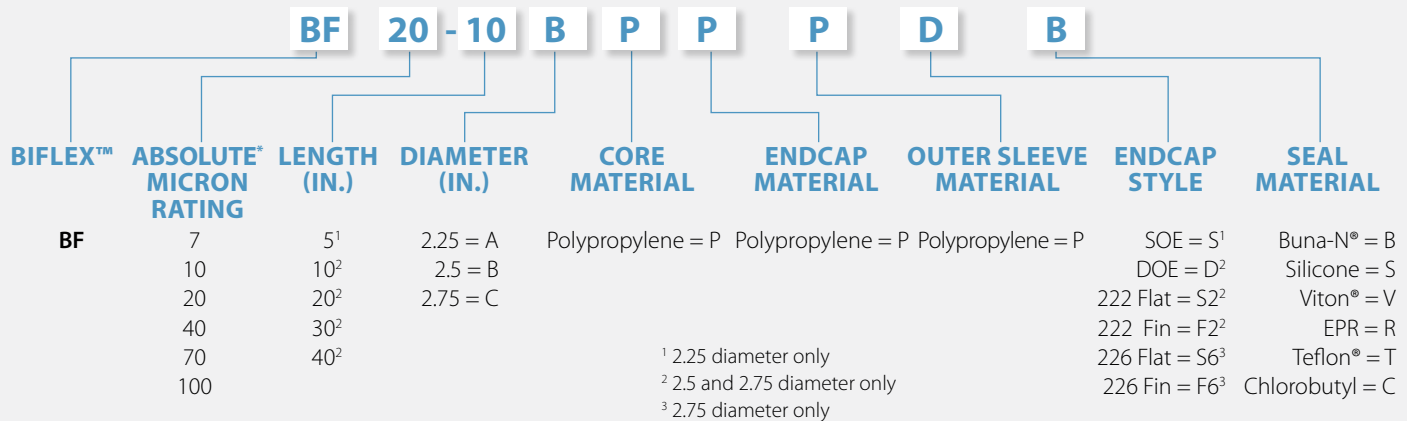 BF 20 - 10 B P P P D B
BIFLEX™ ABSOLUTE* MICRON RATING LENGTH (IN.) DIAMETER (IN.) CORE MATERIAL ENDCAP MATERIAL OUTER SLEEVE MATERIAL ENDCAP STYLE SEAL MATERIAL
BF 7 5¹ 2.25 = A Polypropylene = P Polypropylene = P Polypropylene = P SOE = S¹ Buna-N® = B
10 10² 2.5 = B DOE = D² Silicone = S
20 20² 2.75 = C 222 Flat = S2² Viton® = V
40 30² 222 Fin = F2² EPR = R
70 40² 226 Flat = S6³ Teflon® = T
100 226 Fin = F6³ Chlorobutyl = C
¹ 2.25 diameter only
² 2.5 and 2.75 diameter only
³ 2.75 diameter only